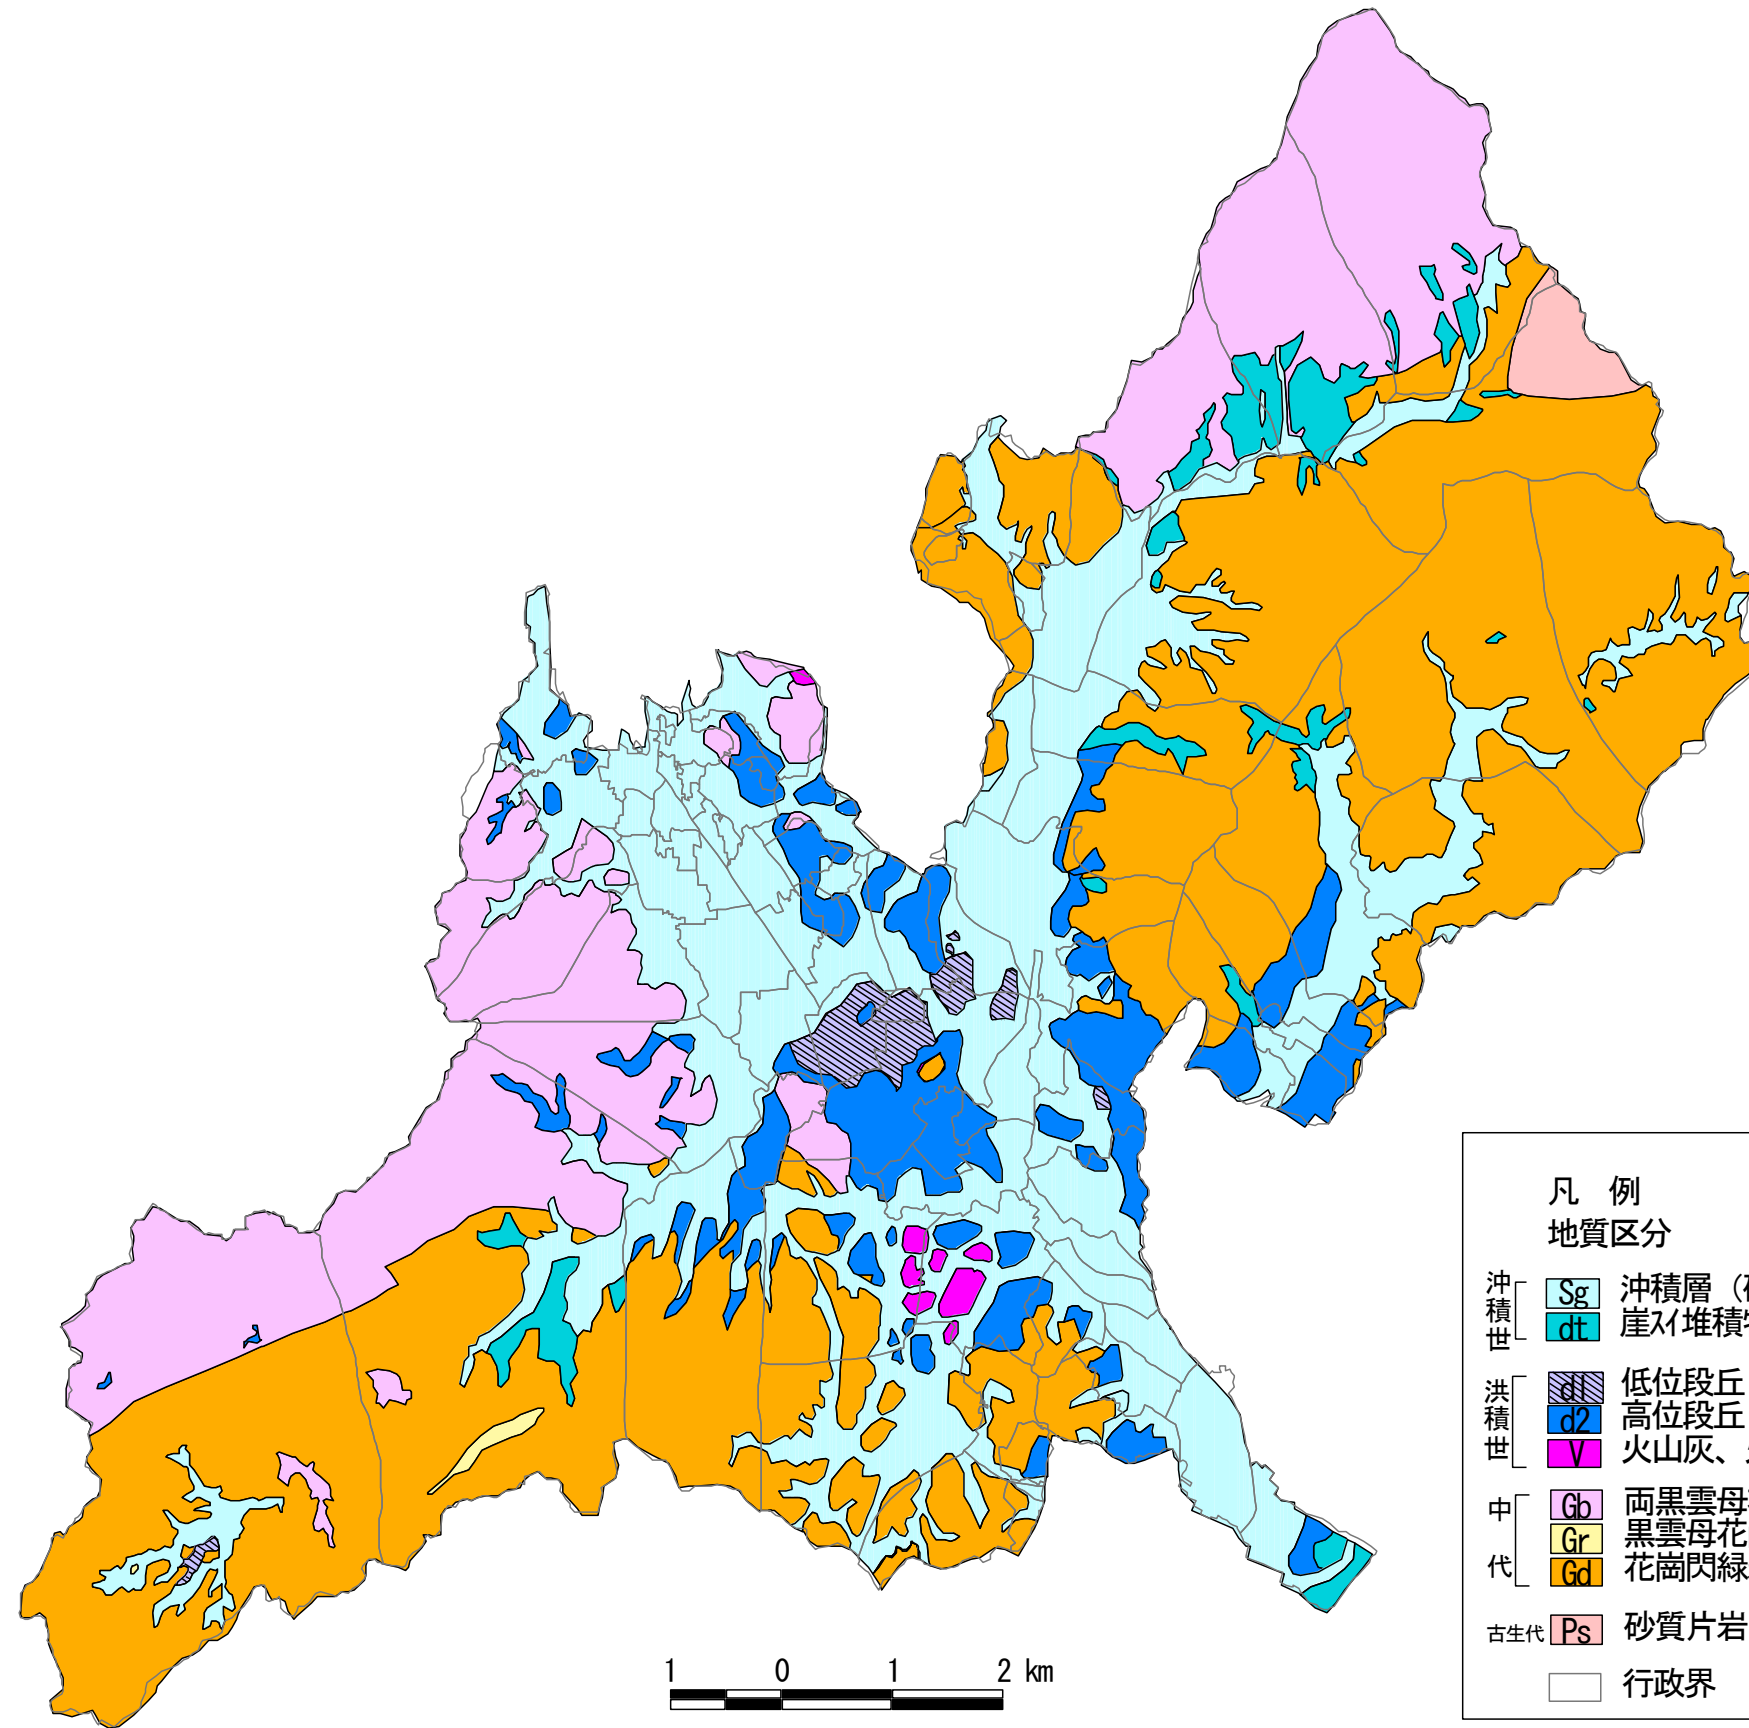 凡 例
地質区分
沖積世
Sg 沖積層（
dt 崖スイ堆積
洪積世
dl 低位段丘
d2 高位段丘
V 火山灰、
中代
Gb 両黒雲母
Gr 黒雲母花
Gd 花崗閃緑
古生代
Ps 砂質片岩
行政界
1 0 1 2 km